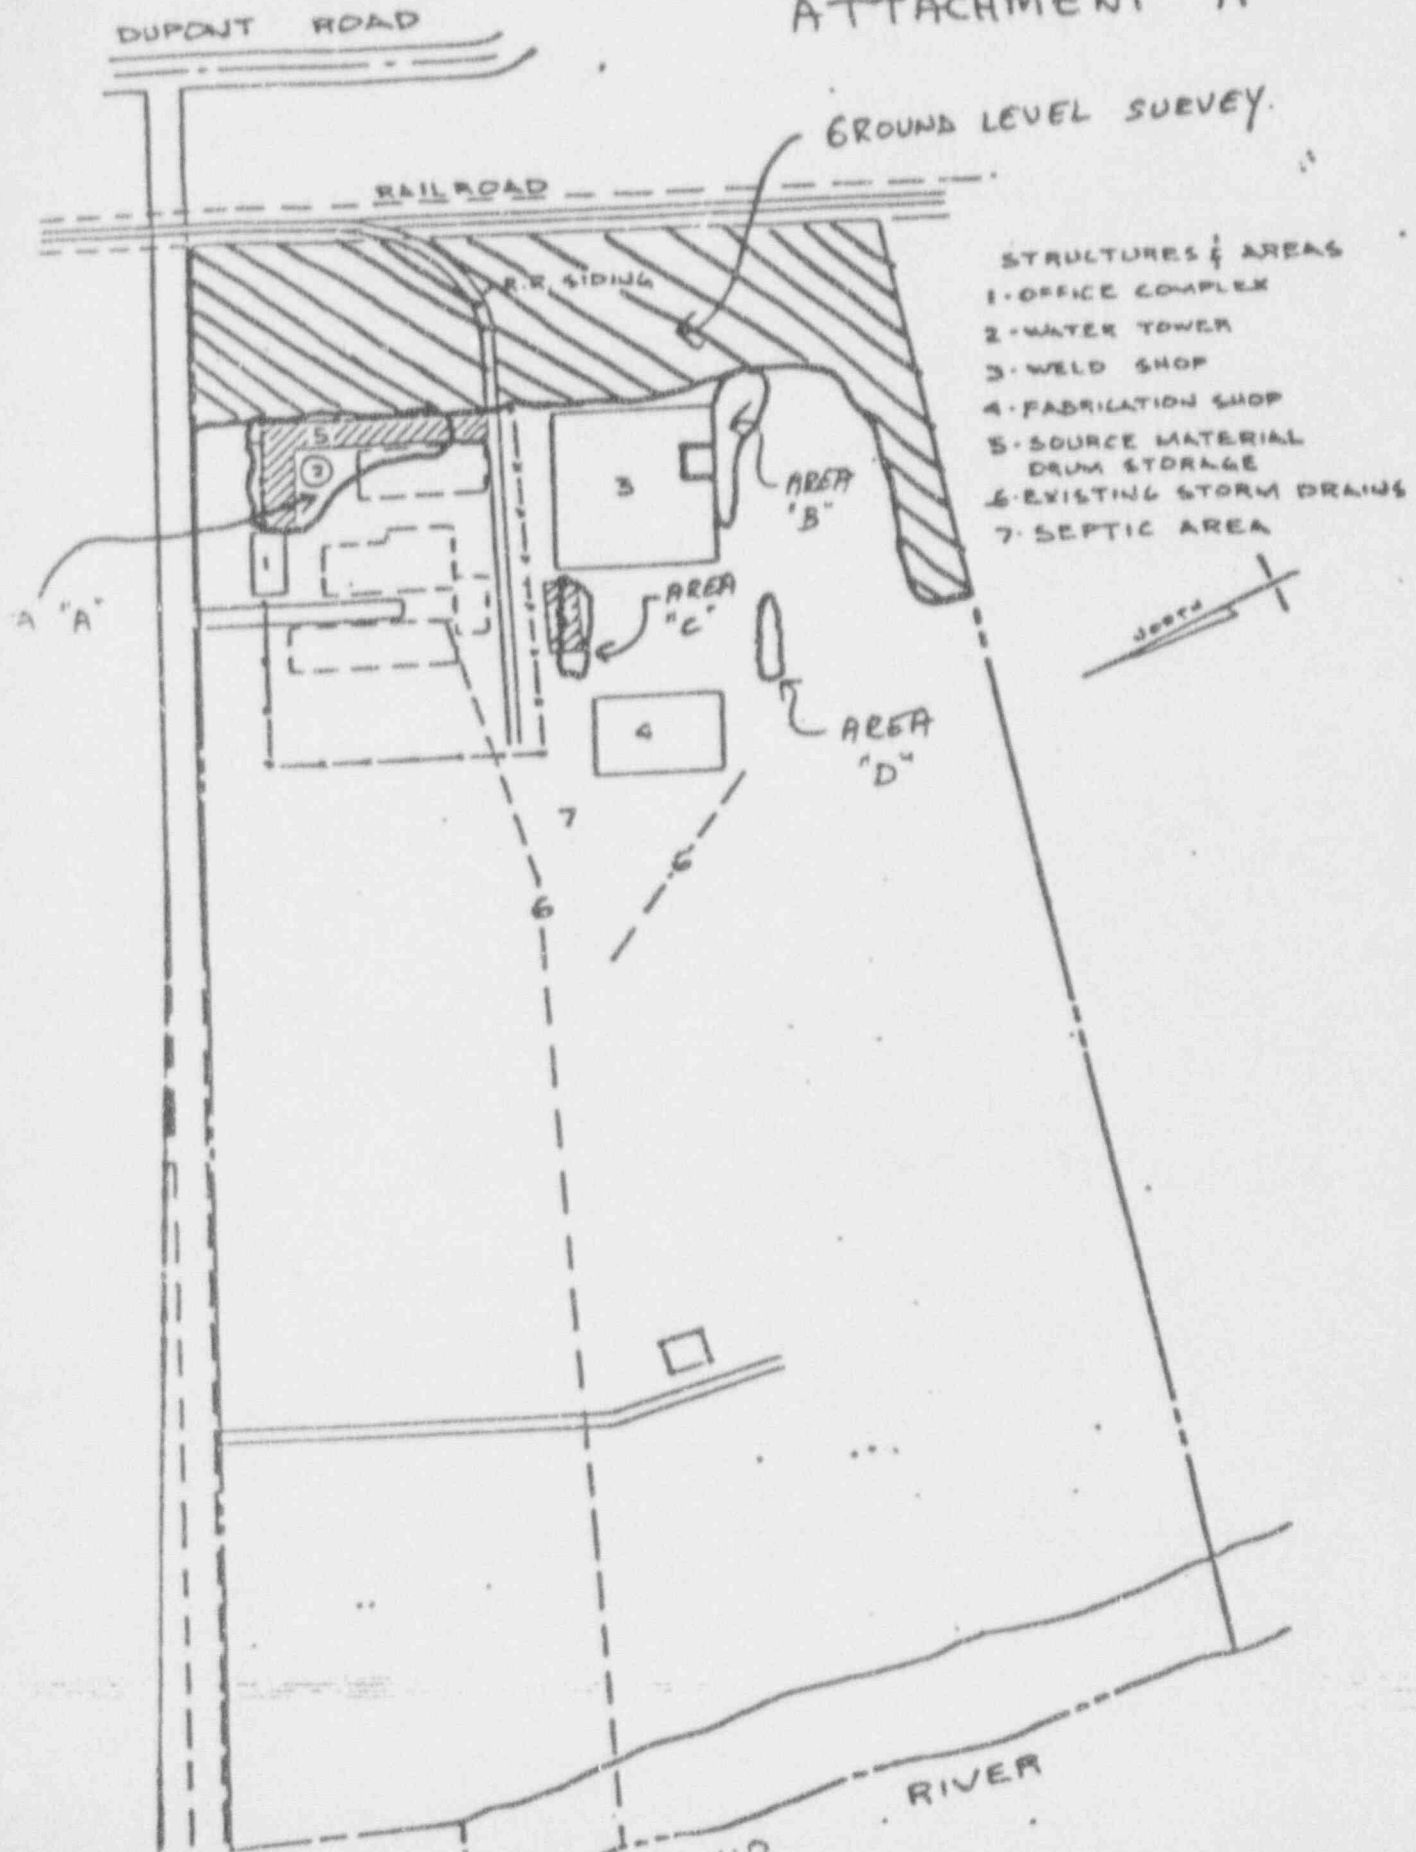 ATTACHMENT "A"
DUPONT ROAD
GROUND LEVEL SURVEY.
RAILROAD
R.R. SIDING
STRUCTURES & AREAS
1. OFFICE COMPLEX
2. WATER TOWER
3. WELD SHOP
4. FABRICATION SHOP
5. SOURCE MATERIAL
DRUM STORAGE
6. EXISTING STORM DRAINS
7. SEPTIC AREA
5
3
AREA
"B"
1
A "A"
AREA
"C"
NORTH
4
AREA
"D"
7
6
6
RIVER